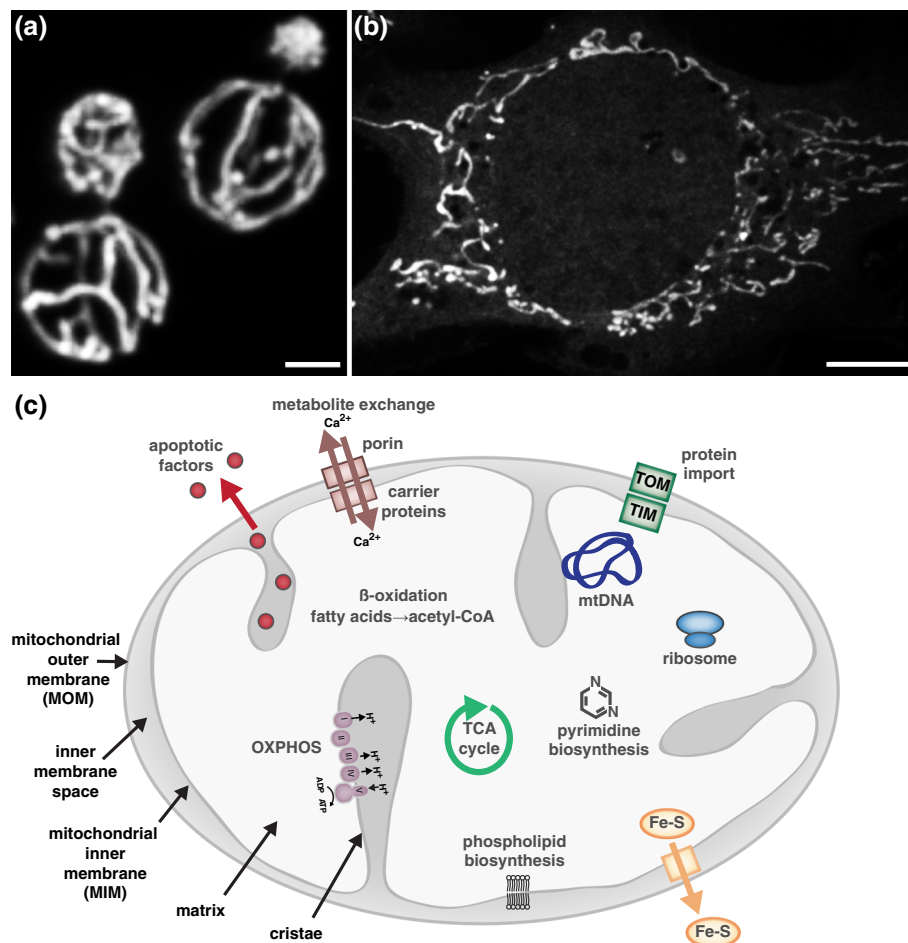 (a)
(b)
(c)
metabolite exchange
Ca2+
porin
apoptotic
factors
carrier
proteins
Ca2+
protein
import
TOM
TIM
mtDNA
ß-oxidation
fatty acids→acetyl-CoA
ribosome
mitochondrial
outer
membrane
(MOM)
N
N
pyrimidine
biosynthesis
TCA
cycle
OXPHOS
I
H+
II
III
H+
IV
H+
V
H+
ADP
ATP
inner
membrane
space
mitochondrial
inner
membrane
(MIM)
phospholipid
biosynthesis
Fe-S
matrix
cristae
Fe-S